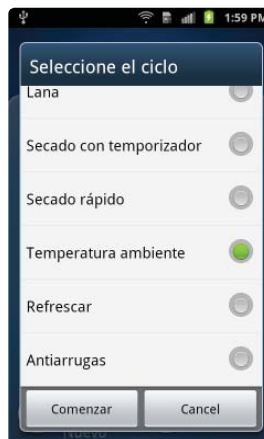 1:59 PM
Seleccione el ciclo
Lana
Secado con temporizador
Secado rápido
Temperatura ambiente
Refrescar
Antiarrugas
Comenzar
Cancel
Nuevo